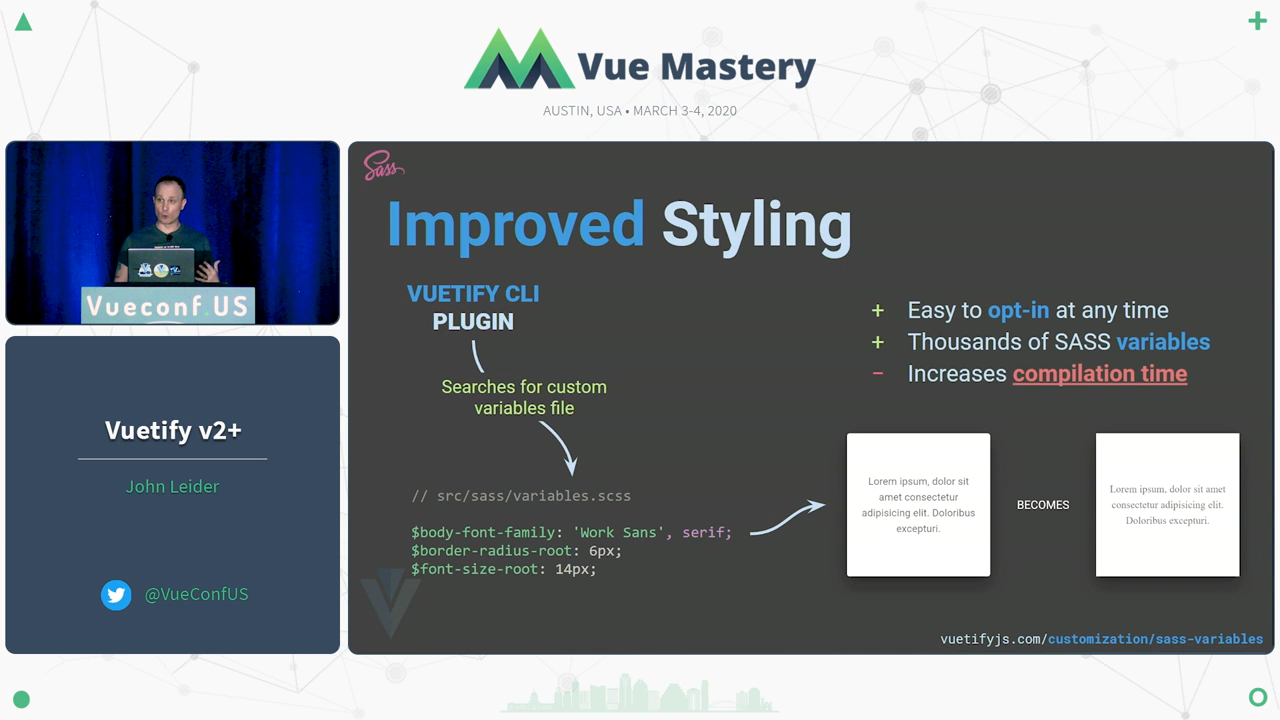 Vue Mastery
AUSTIN, USA • MARCH 3-4, 2020
Vueconf.US
Vuetify v2+
John Leider
@VueConfUS
Sass
Improved Styling
VUETIFY CLI
PLUGIN
Searches for custom
variables file
// src/sass/variables.scss
$body-font-family: 'Work Sans', serif;
$border-radius-root: 6px;
$font-size-root: 14px;
+ Easy to opt-in at any time
+ Thousands of SASS variables
− Increases compilation time
Lorem ipsum, dolor sit
amet consectetur
adipisicing elit. Doloribus
excepturi.
BECOMES
Lorem ipsum, dolor sit amet
consectetur adipisicing elit.
Doloribus excepturi.
vuetifyjs.com/customization/sass-variables